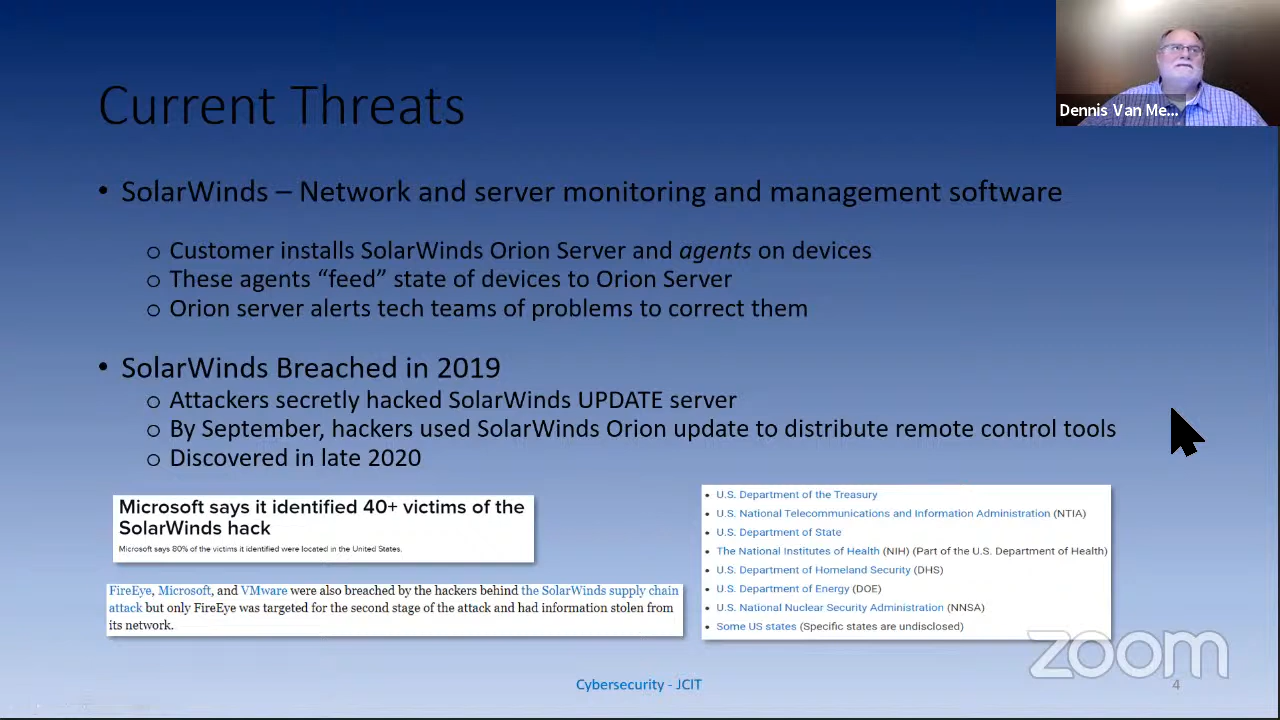 Current Threats
Dennis Van Me...
• SolarWinds – Network and server monitoring and management software
o Customer installs SolarWinds Orion Server and agents on devices
o These agents “feed” state of devices to Orion Server
o Orion server alerts tech teams of problems to correct them
• SolarWinds Breached in 2019
o Attackers secretly hacked SolarWinds UPDATE server
o By September, hackers used SolarWinds Orion update to distribute remote control tools
o Discovered in late 2020
Microsoft says it identified 40+ victims of the
SolarWinds hack
Microsoft says 80% of the victims it identified were located in the United States.
FireEye, Microsoft, and VMware were also breached by the hackers behind the SolarWinds supply chain
attack but only FireEye was targeted for the second stage of the attack and had information stolen from
its network.
• U.S. Department of the Treasury
• U.S. National Telecommunications and Information Administration (NTIA)
• U.S. Department of State
• The National Institutes of Health (NIH) (Part of the U.S. Department of Health)
• U.S. Department of Homeland Security (DHS)
• U.S. Department of Energy (DOE)
• U.S. National Nuclear Security Administration (NNSA)
• Some US states (Specific states are undisclosed)
zoom
Cybersecurity - JCIT
4